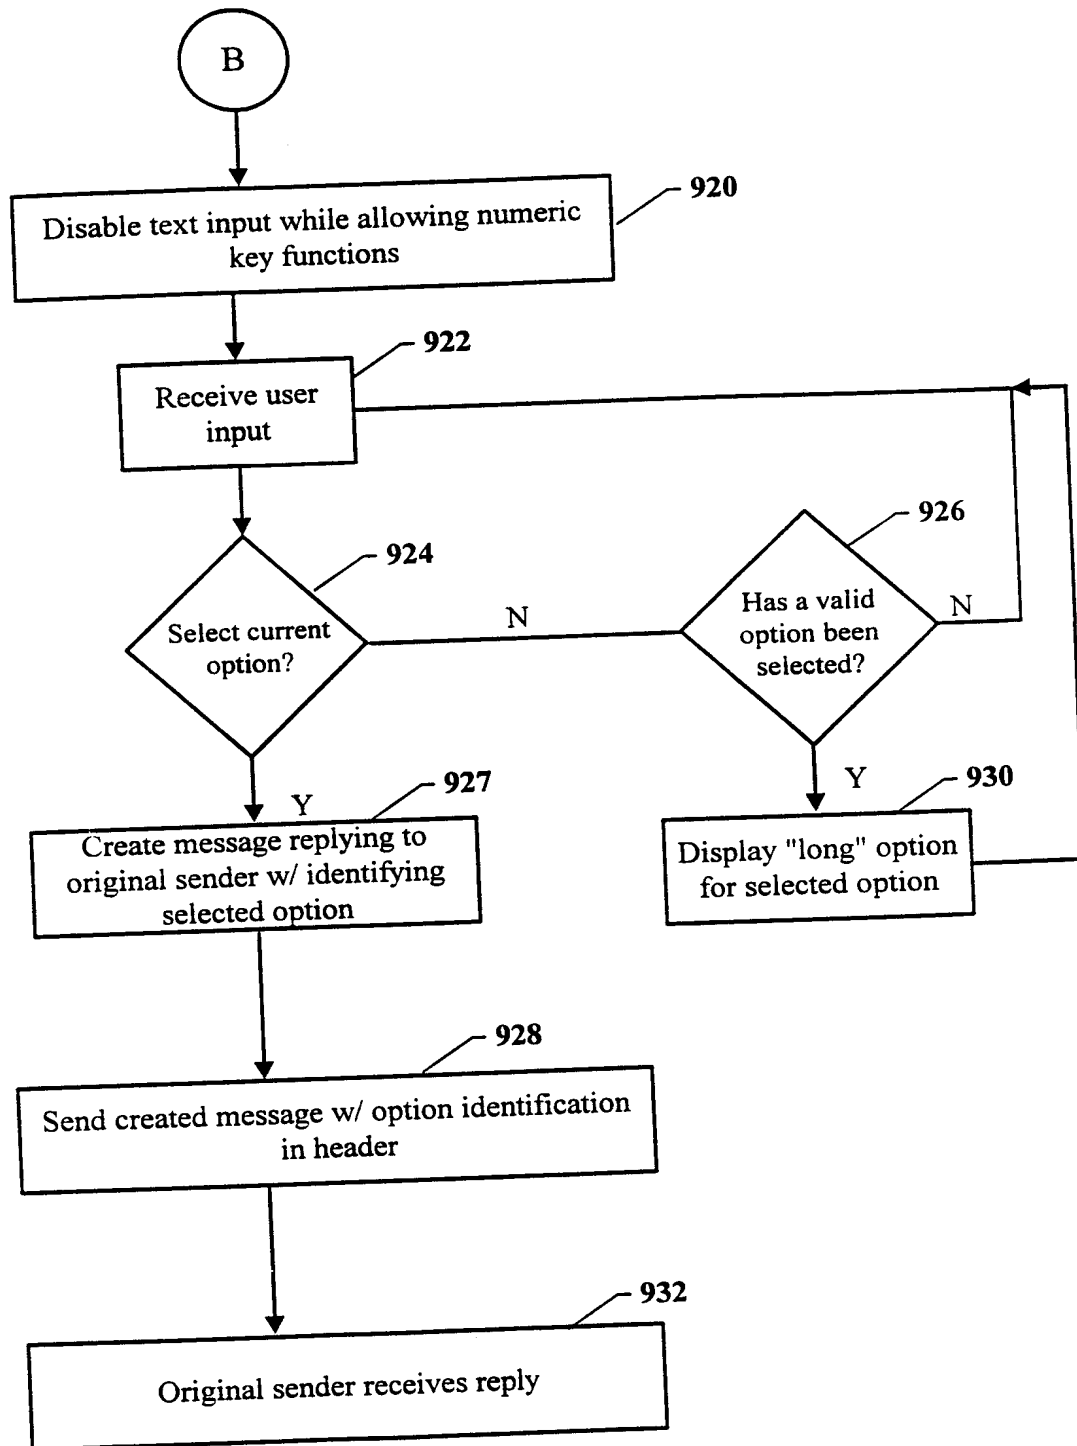 B
920
Disable text input while allowing numeric
key functions
922
Receive user
input
924
Select current
option?
N
926
Has a valid
option been
selected?
N
Y
927
Create message replying to
original sender w/ identifying
selected option
Y
930
Display "long" option
for selected option
928
Send created message w/ option identification
in header
932
Original sender receives reply